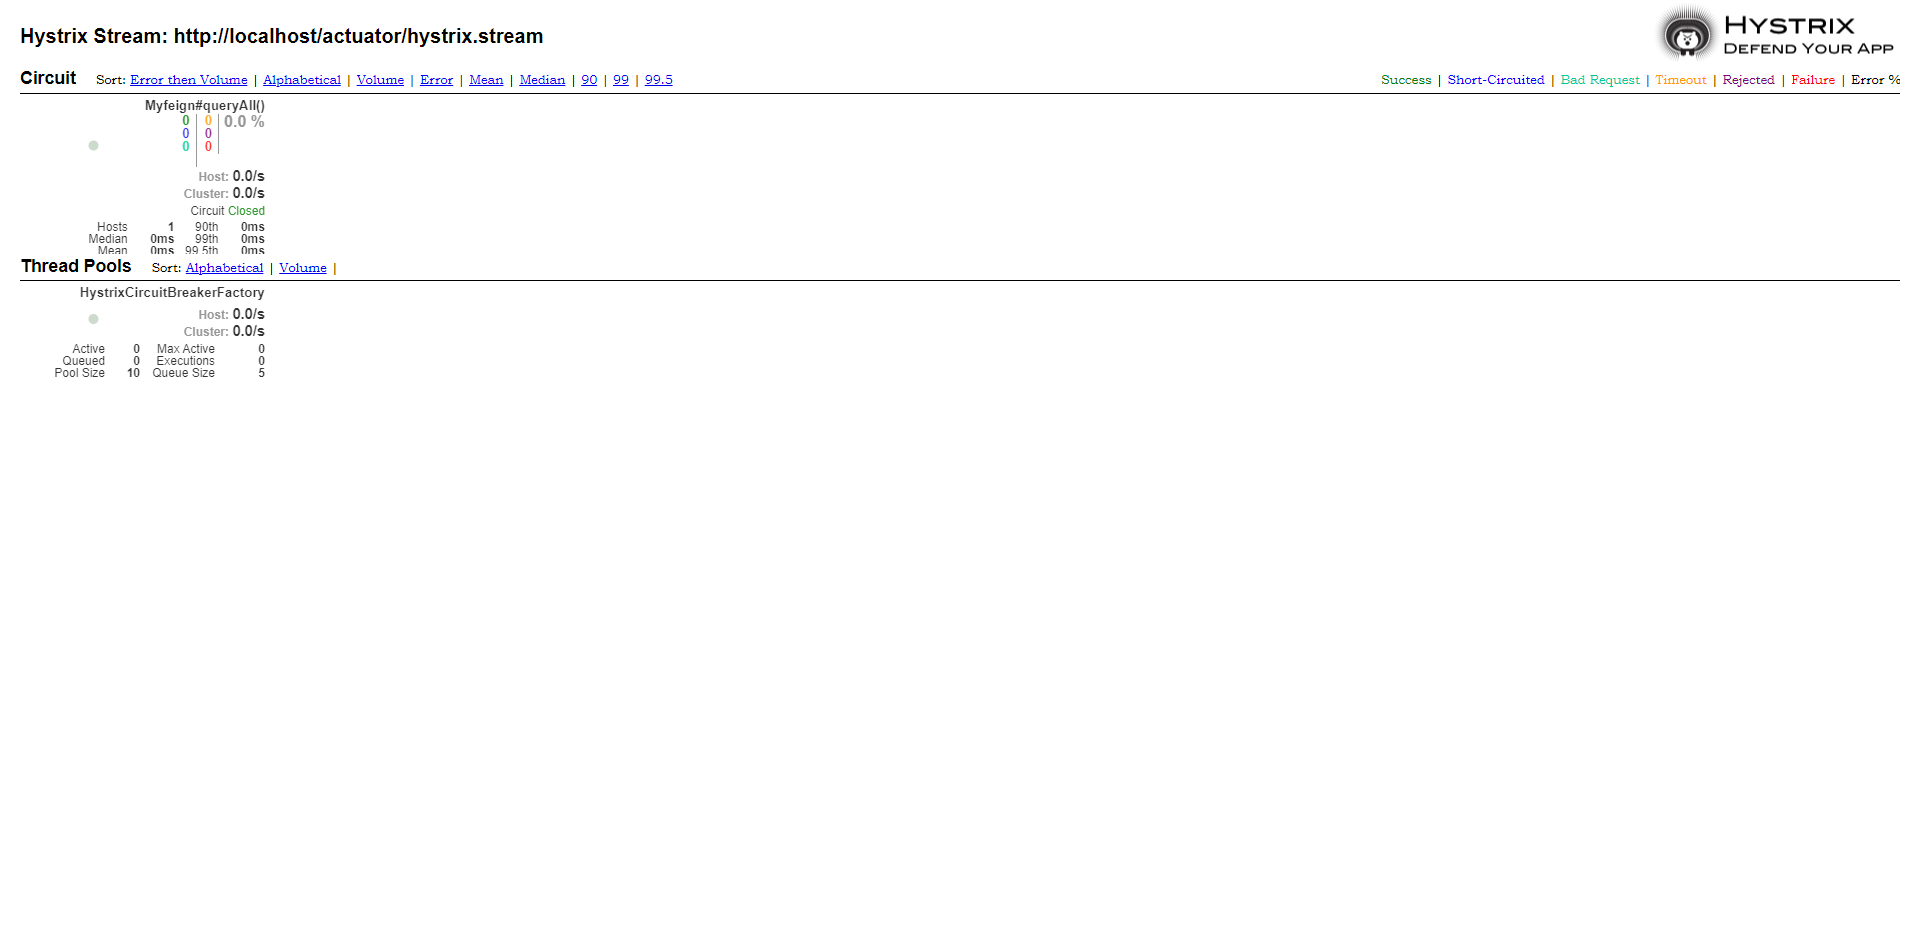 Hystrix Stream: http://localhost/actuator/hystrix.stream
HYSTRIX
DEFEND YOUR APP
Circuit Sort: Error then Volume | Alphabetical | Volume | Error | Mean | Median | 90 | 99 | 99.5
Success | Short-Circuited | Bad Request | Timeout | Rejected | Failure | Error %
Myfeign#queryAll()
0 0 0.0 %
0 0
0 0
Host: 0.0/s
Cluster: 0.0/s
Circuit Closed
Hosts 1 90th 0ms
Median 0ms 99th 0ms
Mean 0ms 99.5th 0ms
Thread Pools Sort: Alphabetical | Volume |
HystrixCircuitBreakerFactory
Host: 0.0/s
Cluster: 0.0/s
Active 0 Max Active 0
Queued 0 Executions 0
Pool Size 10 Queue Size 5